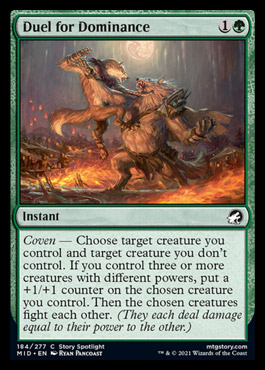 Duel for Dominance 1
Instant
Coven — Choose target creature you
control and target creature you don't
control. If you control three or more
creatures with different powers, put a
+1/+1 counter on the chosen creature
you control. Then the chosen creatures
fight each other. (They each deal damage
equal to their power to the other.)
184/277 C Story Spotlight
MID • EN Ryan Pancoast
mtgstory.com
™ & © 2021 Wizards of the Coast